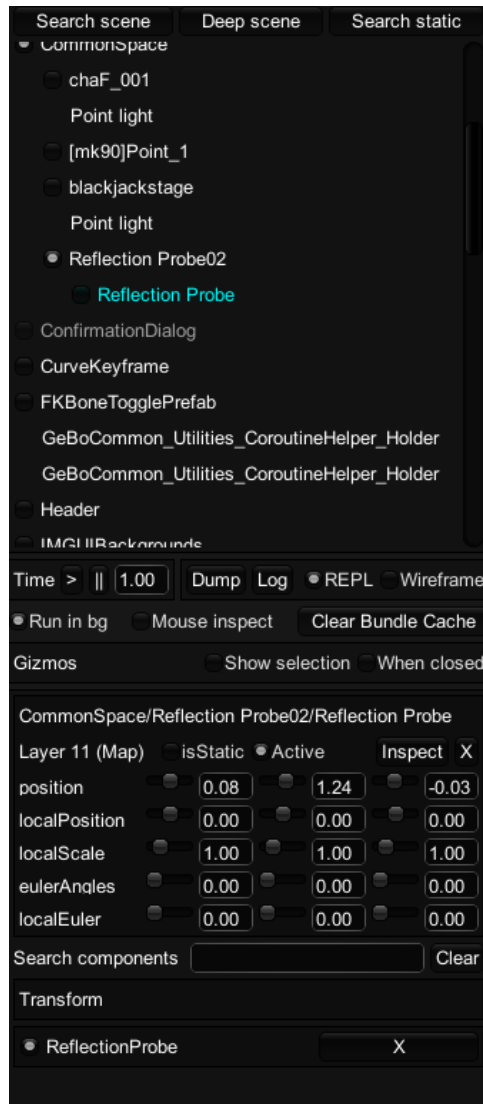 Search scene Deep scene Search static
CommonSpace
chaF_001
Point light
[mk90]Point_1
blackjackstage
Point light
Reflection Probe02
Reflection Probe
ConfirmationDialog
CurveKeyframe
FKBoneTogglePrefab
GeBoCommon_Utilities_CoroutineHelper_Holder
GeBoCommon_Utilities_CoroutineHelper_Holder
Header
IMGUIBackgrounds
Time > || 1.00 Dump Log REPL Wireframe
Run in bg Mouse inspect Clear Bundle Cache
Gizmos Show selection When closed
CommonSpace/Reflection Probe02/Reflection Probe
Layer 11 (Map) isStatic Active Inspect X
position 0.08 1.24 -0.03
localPosition 0.00 0.00 0.00
localScale 1.00 1.00 1.00
eulerAngles 0.00 0.00 0.00
localEuler 0.00 0.00 0.00
Search components Clear
Transform
ReflectionProbe X